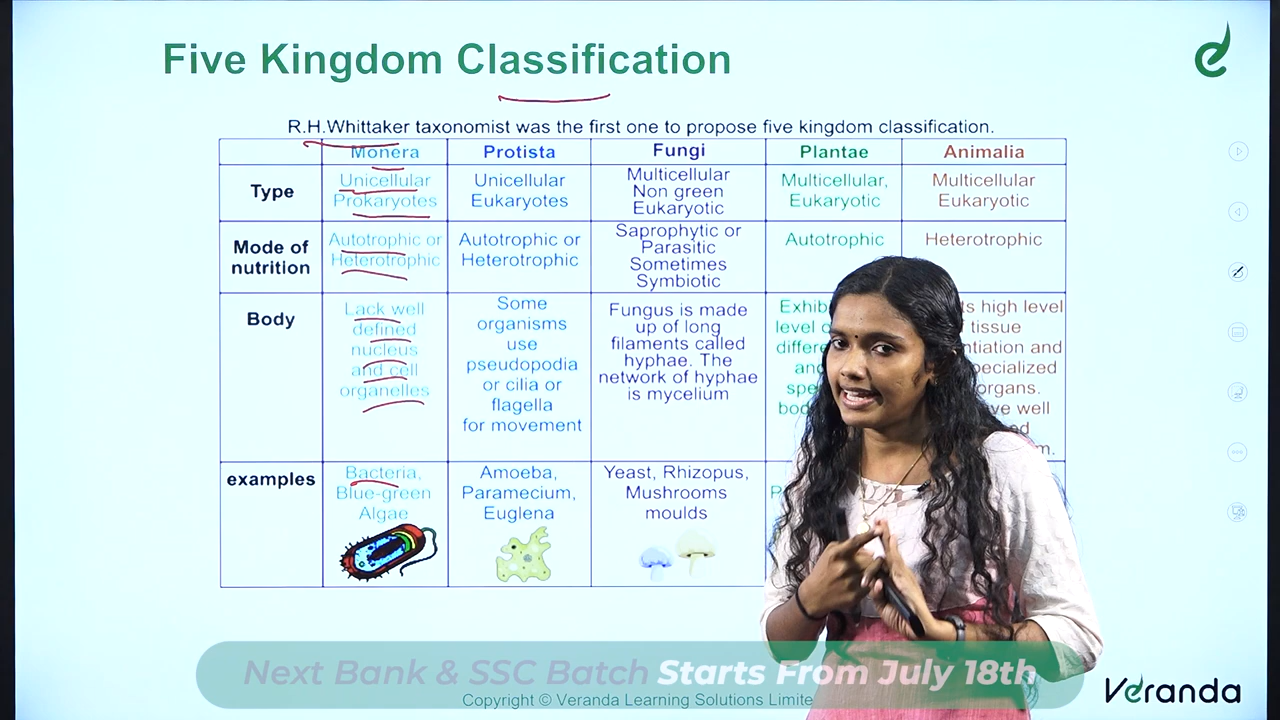 Five Kingdom Classification
R.H.Whittaker taxonomist was the first one to propose five kingdom classification.
Monera Protista Fungi Plantae Animalia
Type
Unicellular
Prokaryotes
Unicellular
Eukaryotes
Multicellular
Non green
Eukaryotic
Multicellular,
Eukaryotic
Multicellular
Eukaryotic
Mode of
nutrition
Autotrophic or
Heterotrophic
Autotrophic or
Heterotrophic
Saprophytic or
Parasitic
Sometimes
Symbiotic
Autotrophic
Heterotrophic
Body
Lack well
defined
nucleus
and cell
organelles
Some
organisms
use
pseudopodia
or cilia or
flagella
for movement
Fungus is made
up of long
filaments called
hyphae. The
network of hyphae
is mycelium
level
high level
tissue
and
organs.
well
examples
Bacteria,
Blue-green
Algae
Amoeba,
Paramecium,
Euglena
Yeast, Rhizopus,
Mushrooms
moulds
Next Bank & SSC Batch Starts From July 18th
Copyright © Veranda Learning Solutions Limite
Veranda